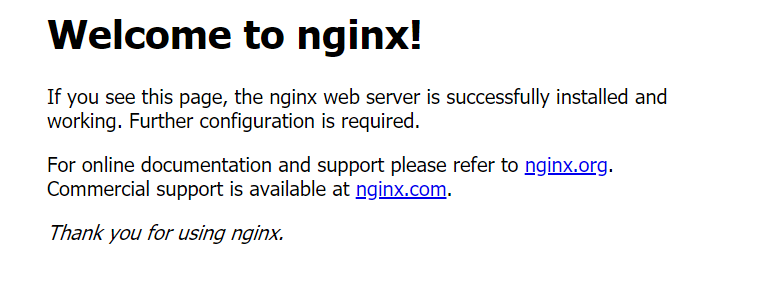 Welcome to nginx!
If you see this page, the nginx web server is successfully installed and
working. Further configuration is required.
For online documentation and support please refer to nginx.org.
Commercial support is available at nginx.com.
Thank you for using nginx.